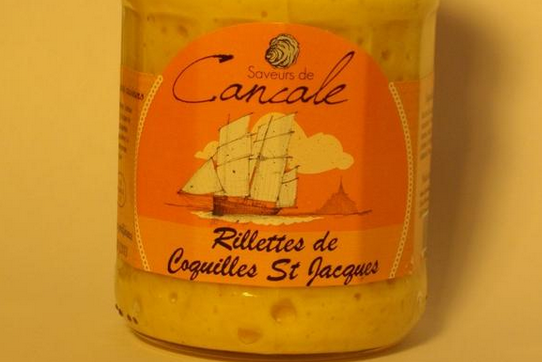 Saveurs de
Cancale
Rillettes de
Coquilles St Jacques